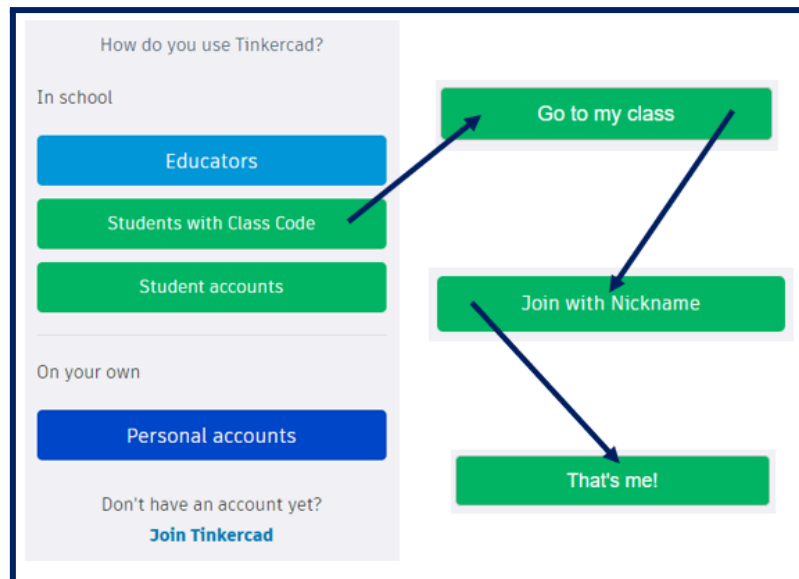 How do you use Tinkercad?
In school
Educators
Students with Class Code
Student accounts
On your own
Personal accounts
Don't have an account yet?
Join Tinkercad
Go to my class
Join with Nickname
That's me!